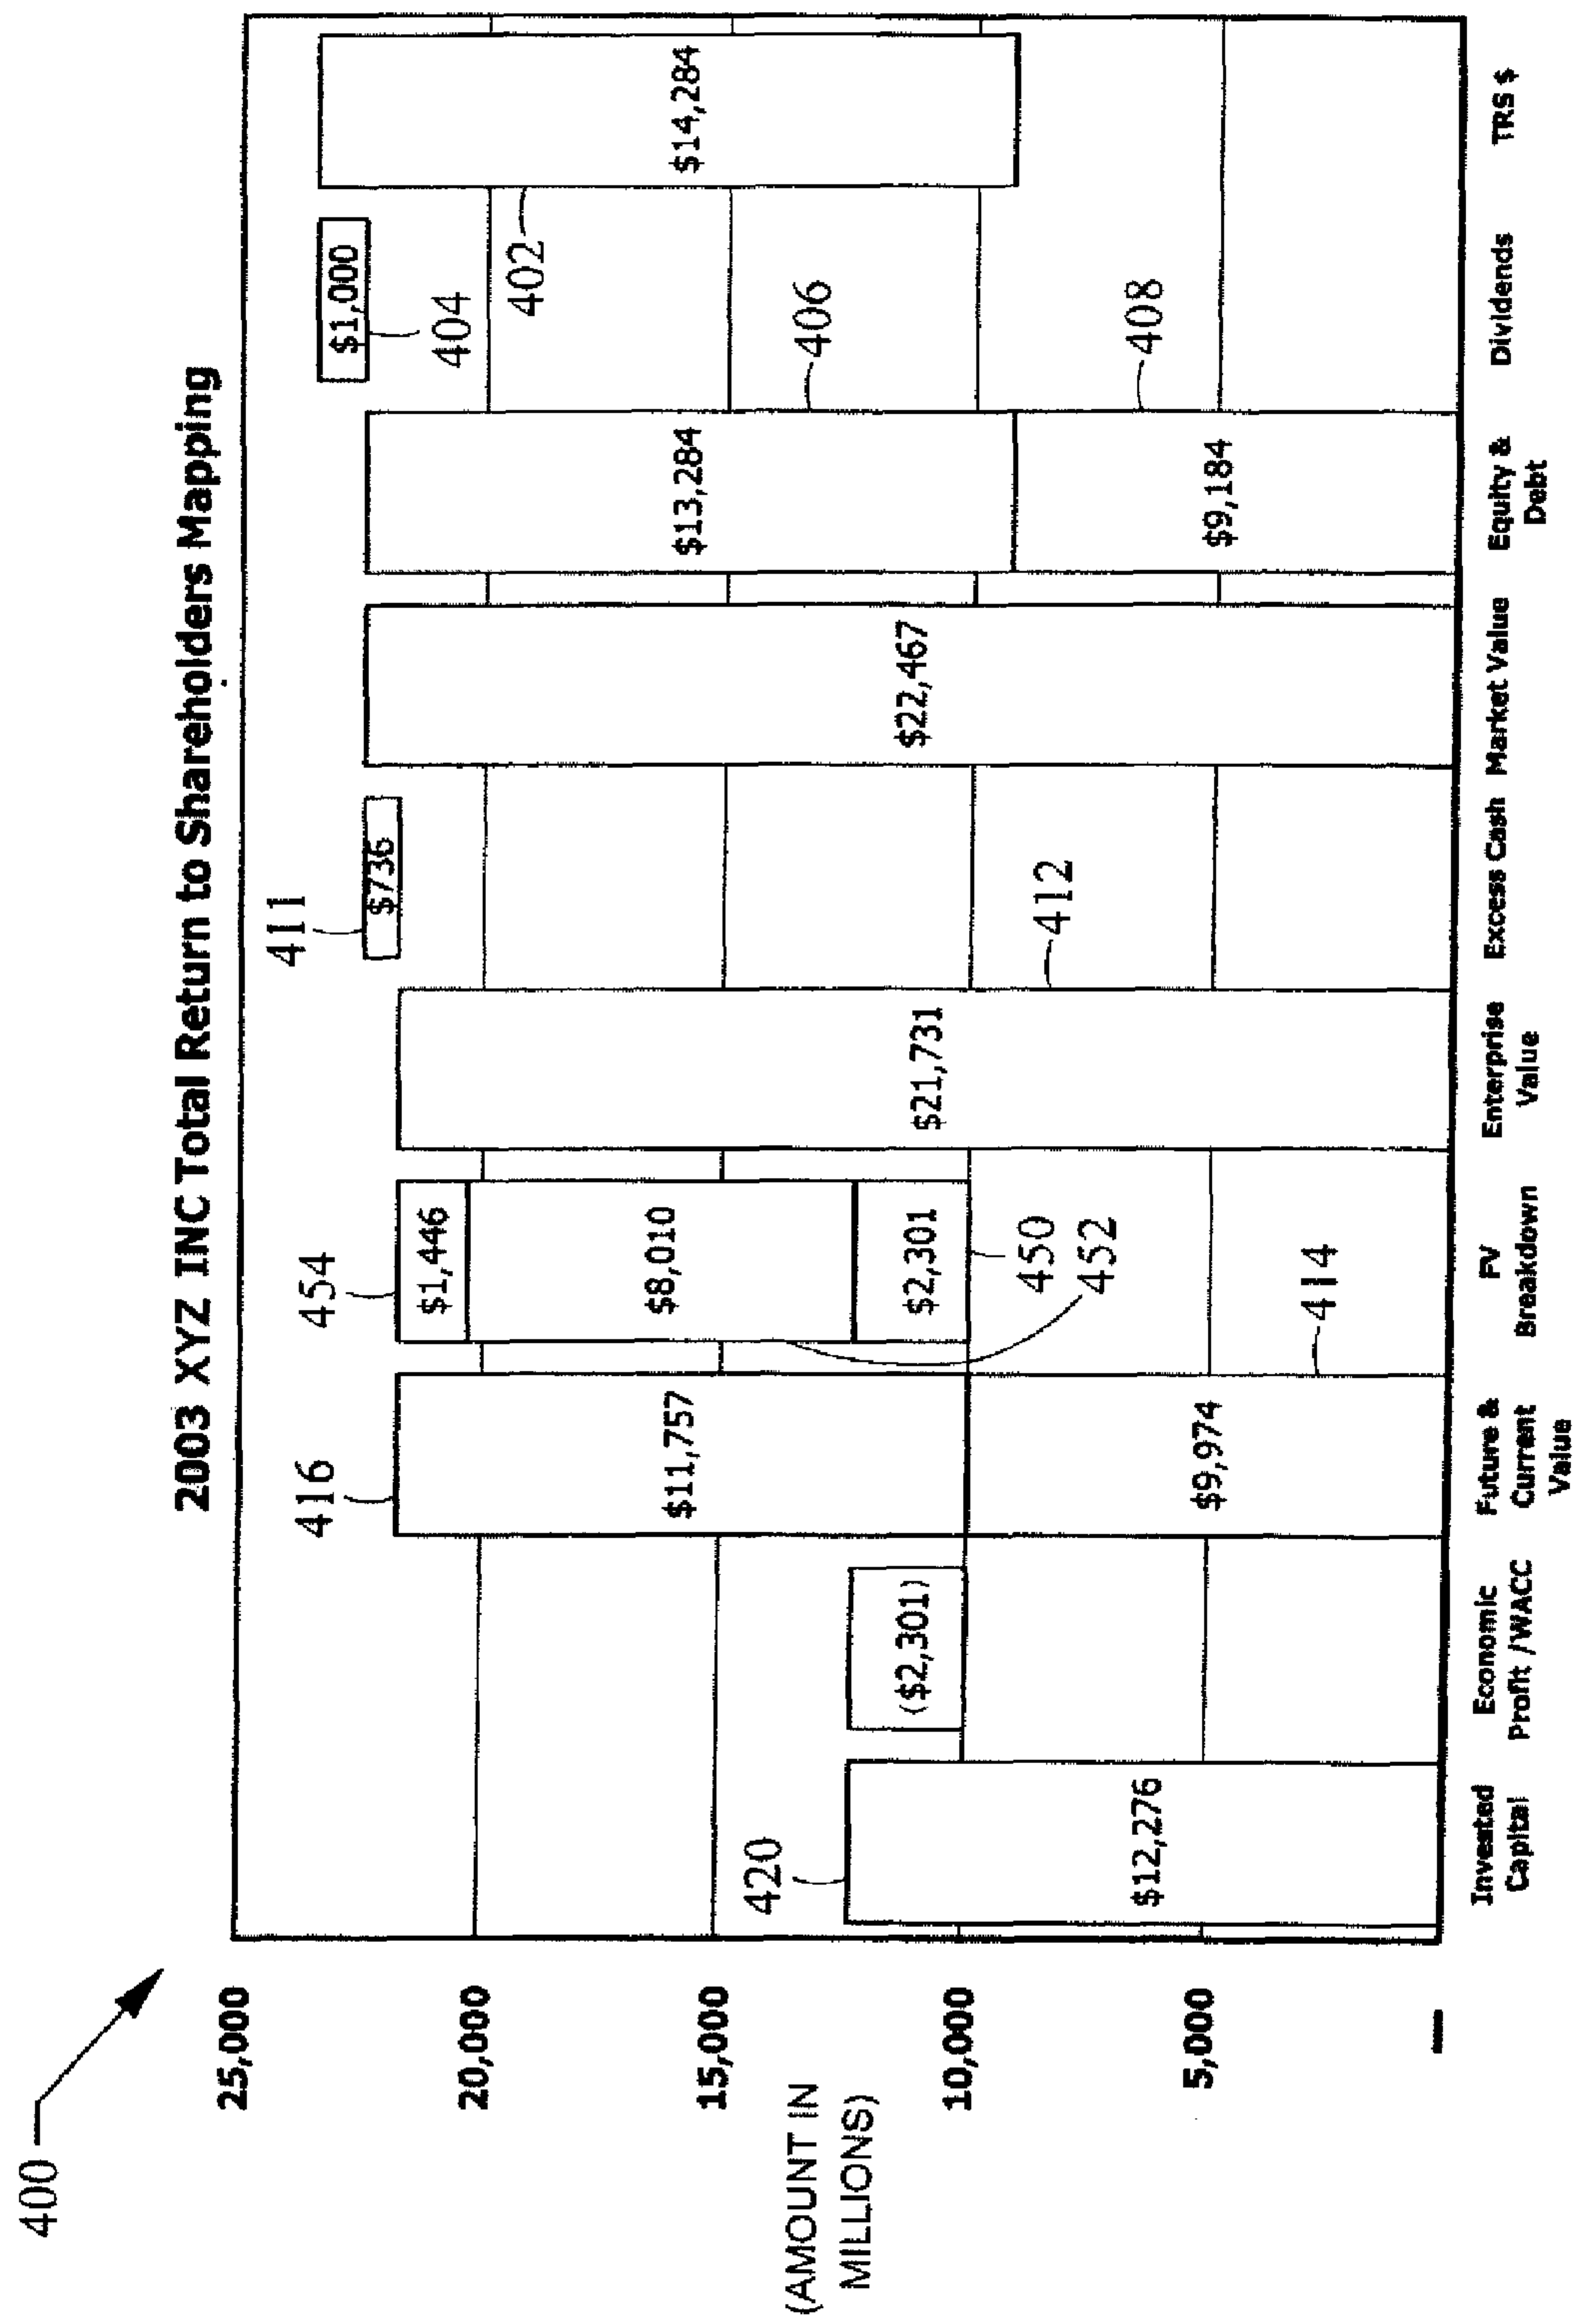 400
2003 XYZ INC Total Return to Shareholders Mapping
(AMOUNT IN
MILLIONS)
25,000
20,000
15,000
10,000
5,000
—
420
$12,276
($2,301)
416
$11,757
$9,974
414
454
$1,446
$8,010
$2,301
450
452
$21,731
412
411
$736
$22,467
$13,284
406
$9,184
408
$1,000
404
402
$14,284
Invested
Capital
Economic
Profit /WACC
Future &
Current
Value
FV
Breakdown
Enterprise
Value
Excess Cash
Market Value
Equity &
Debt
Dividends
TRS $